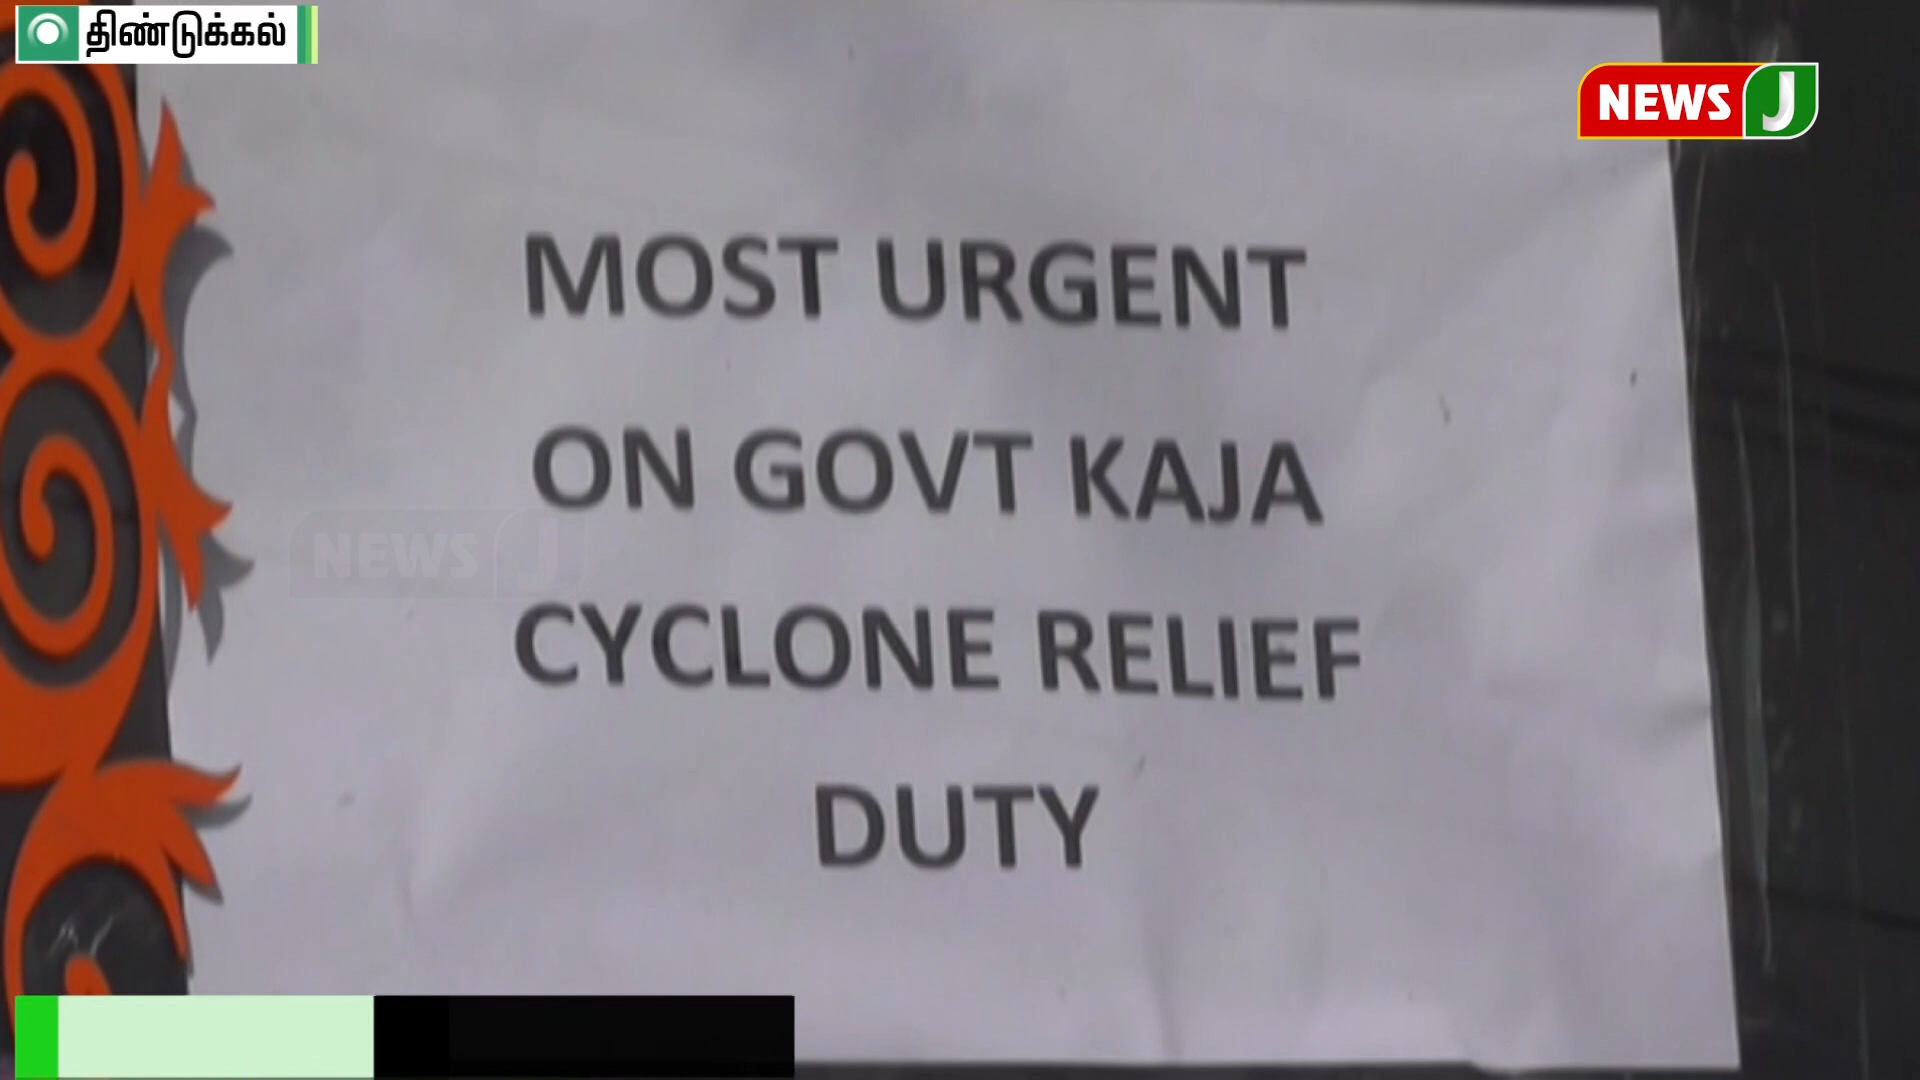 திண்டுக்கல்
NEWS J
MOST URGENT
ON GOVT KAJA
NEWS J
CYCLONE RELIEF
DUTY